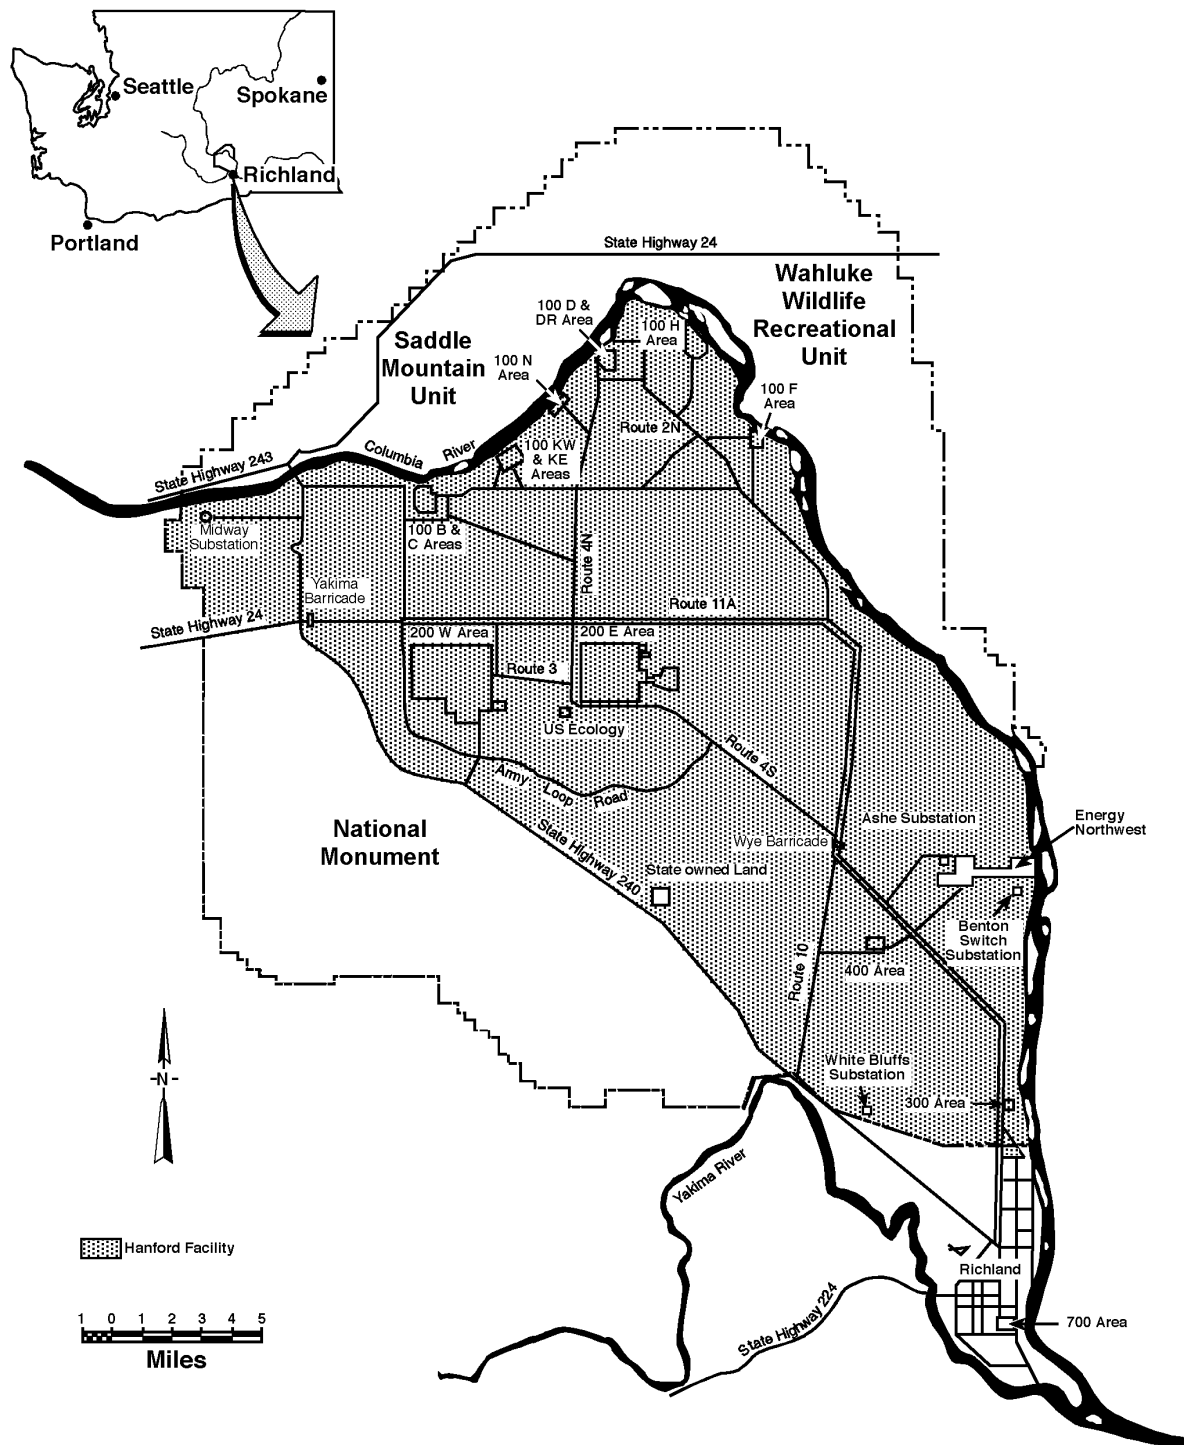 Seattle
Spokane
Richland
Portland
State Highway 24
Wahluke
Wildlife
Recreational
Unit
100 D &
DR Area
100 H
Area
Saddle
Mountain
Unit
100 N
Area
100 F
Area
Route 2N
Columbia
River
100 KW
& KE
Areas
State Highway 243
Midway
Substation
100 B &
C Areas
Route 4N
Yakima
Barricade
Route 11A
State Highway 24
200 W Area
200 E Area
Route 3
US Ecology
Route 4S
Army Loop Road
National
Monument
State Highway 240
Ashe Substation
Energy
Northwest
Wye Barricade
State owned Land
Benton
Switch
Substation
400 Area
Route 10
N
White Bluffs
Substation
300 Area
Yakima River
Hanford Facility
Richland
1 0 1 2 3 4 5
Miles
State Highway 224
700 Area